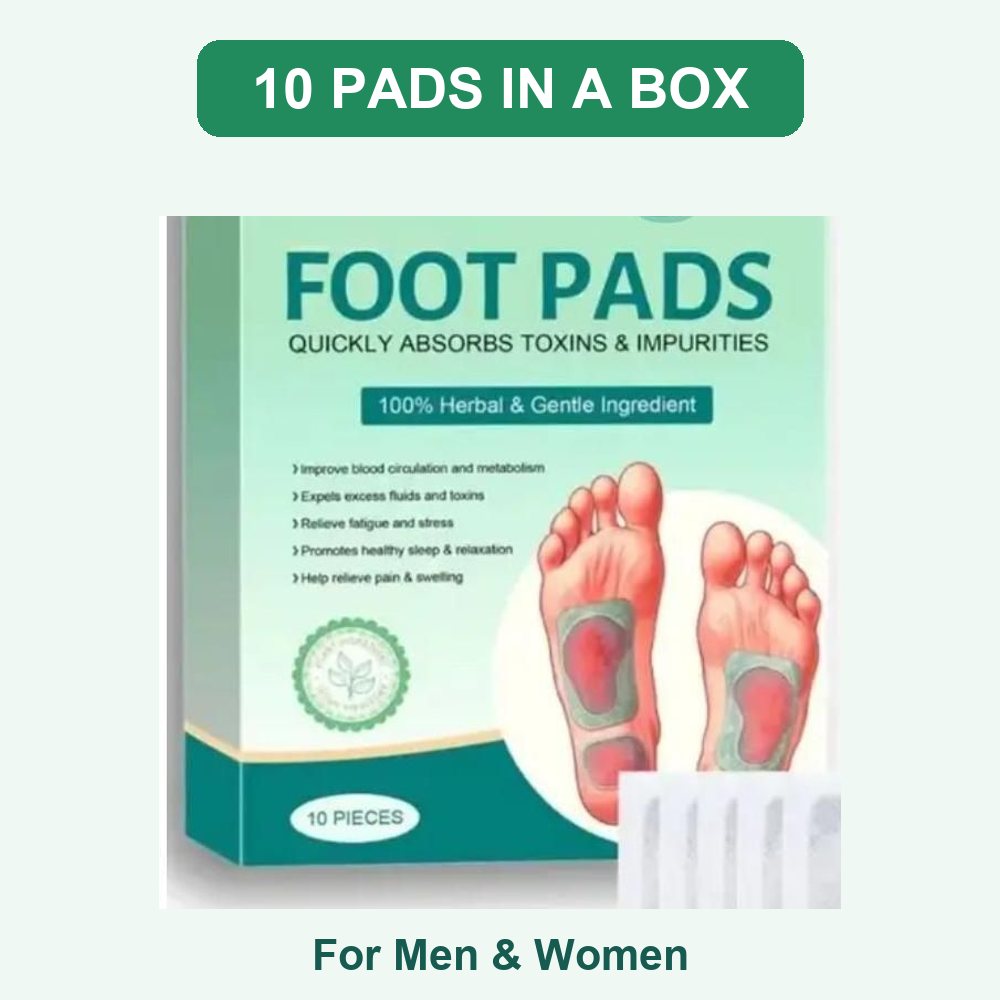 10 PADS IN A BOX
FOOT PADS
QUICKLY ABSORBS TOXINS & IMPURITIES
100% Herbal & Gentle Ingredient
Improve blood circulation and metabolism
Expels excess fluids and toxins
Relieve fatigue and stress
Promotes healthy sleep & relaxation
Help relieve pain & swelling
10 PIECES
For Men & Women